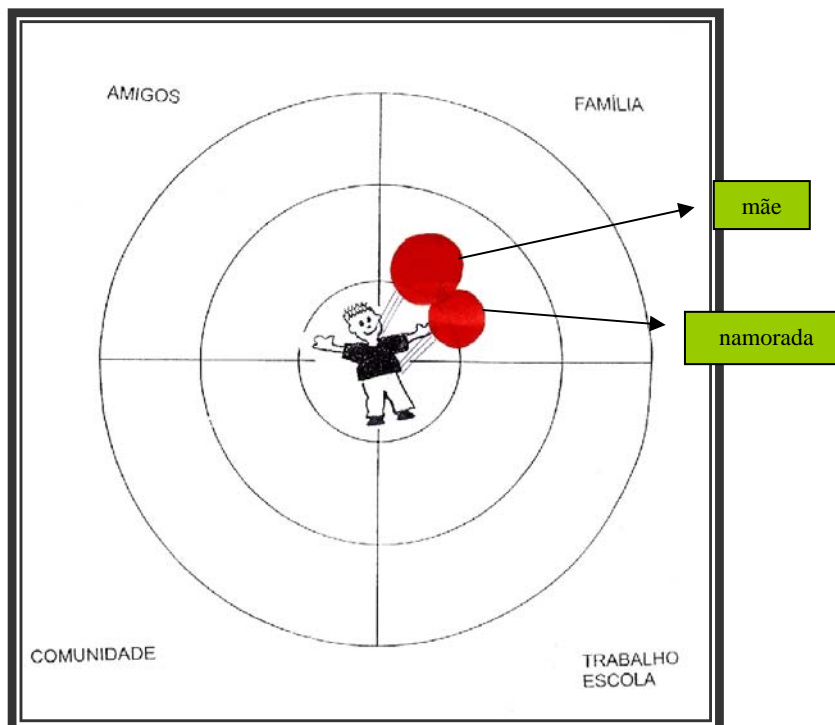 AMIGOS
FAMÍLIA
mãe
namorada
COMUNIDADE
TRABALHO
ESCOLA